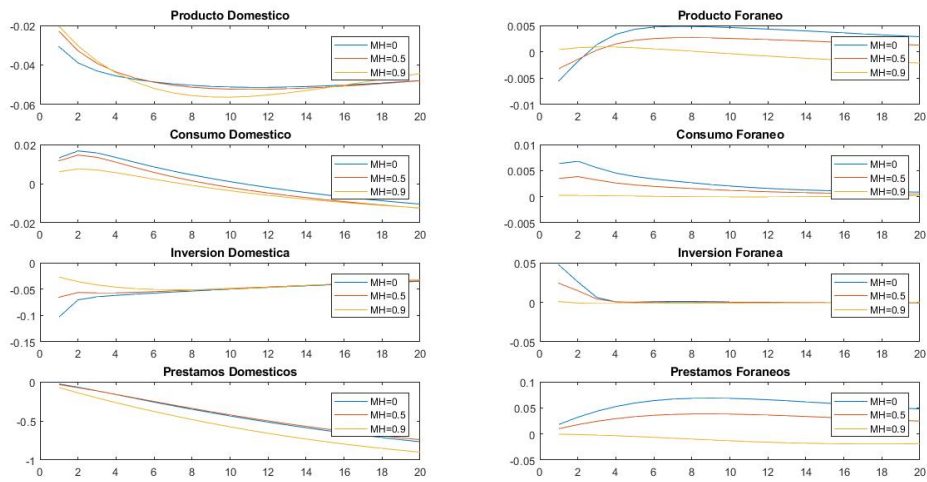 Producto Domestico
-0.02
-0.04
-0.06
MH=0
MH=0.5
MH=0.9
0 2 4 6 8 10 12 14 16 18 20
Producto Foraneo
0.005
0.000
-0.005
-0.01
MH=0
MH=0.5
MH=0.9
0 2 4 6 8 10 12 14 16 18 20
Consumo Domestico
0.02
0
-0.02
MH=0
MH=0.5
MH=0.9
0 2 4 6 8 10 12 14 16 18 20
Consumo Foraneo
0.01
0.005
0.000
-0.005
MH=0
MH=0.5
MH=0.9
0 2 4 6 8 10 12 14 16 18 20
Inversion Domestica
0
-0.05
-0.1
-0.15
MH=0
MH=0.5
MH=0.9
0 2 4 6 8 10 12 14 16 18 20
Inversion Foranea
0.05
0
-0.05
MH=0
MH=0.5
MH=0.9
0 2 4 6 8 10 12 14 16 18 20
Prestamos Domesticos
0
-0.5
-1
MH=0
MH=0.5
MH=0.9
0 2 4 6 8 10 12 14 16 18 20
Prestamos Foraneos
0.1
0.05
0.00
-0.05
MH=0
MH=0.5
MH=0.9
0 2 4 6 8 10 12 14 16 18 20